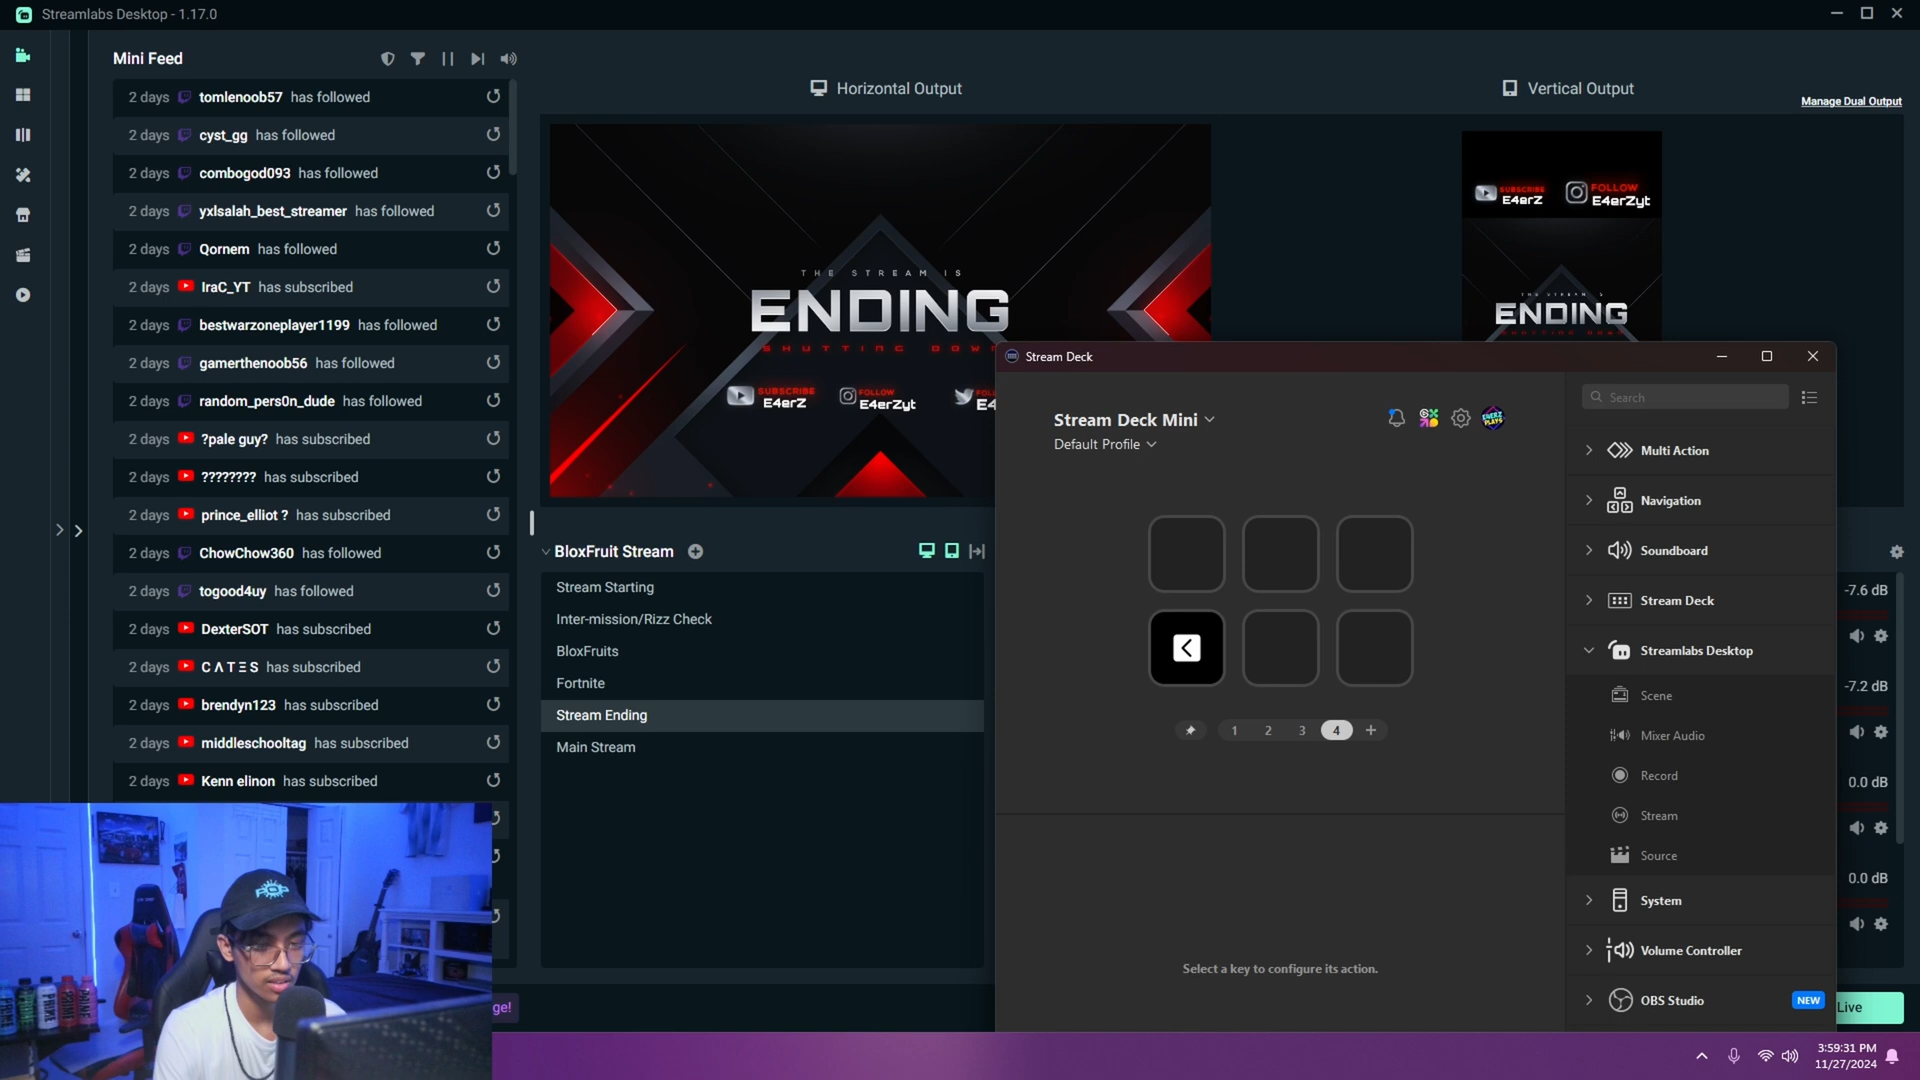 Streamlabs Desktop - 1.17.0
Mini Feed
2 days tomlenoob57 has followed
2 days cyst_gg has followed
2 days combogod093 has followed
2 days yxlsalah_best_streamer has followed
2 days Qornem has followed
2 days IraC_YT has subscribed
2 days bestwarzoneplayer1199 has followed
2 days gamerthenoob56 has followed
2 days random_pers0n_dude has followed
2 days ?pale guy? has subscribed
2 days ???????? has subscribed
2 days prince_elliot ? has subscribed
2 days ChowChow360 has followed
2 days togood4uy has followed
2 days DexterSOT has subscribed
2 days C Λ T Ξ S has subscribed
2 days brendyn123 has subscribed
2 days middleschooltag has subscribed
2 days Kenn elinon has subscribed
ge!
Horizontal Output
Vertical Output
Manage Dual Output
THE STREAM IS
ENDING
SHUTTING DOWN
SUBSCRIBE
E4erZ
FOLLOW
E4erZyt
FOL
E4
SUBSCRIBE
E4erZ
FOLLOW
E4erZyt
ENDING
BloxFruit Stream
Stream Starting
Inter-mission/Rizz Check
BloxFruits
Fortnite
Stream Ending
Main Stream
Stream Deck
Stream Deck Mini
Default Profile
1 2 3 4 +
Select a key to configure its action.
Search
Multi Action
Navigation
Soundboard
Stream Deck
Streamlabs Desktop
Scene
Mixer Audio
Record
Stream
Source
System
Volume Controller
OBS Studio NEW
-7.6 dB
-7.2 dB
0.0 dB
0.0 dB
Live
3:59:31 PM
11/27/2024
POP
PRIME